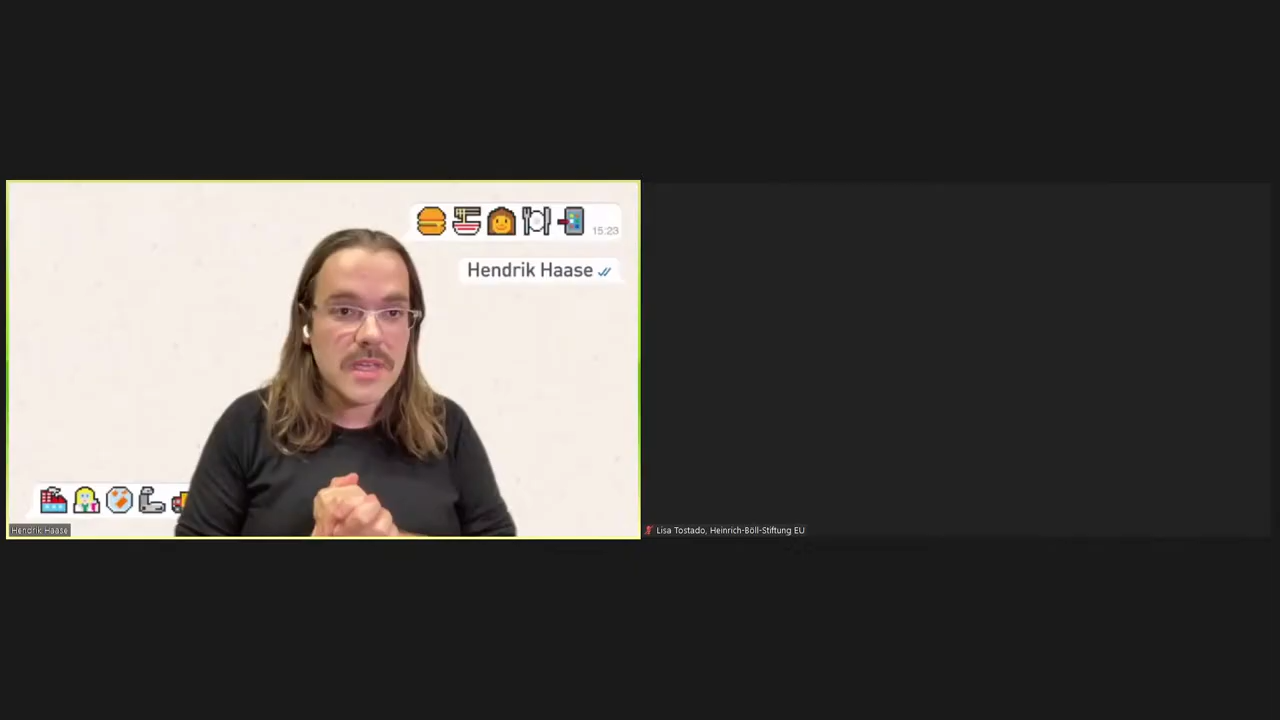 15:23
Hendrik Haase
Hendrik Haase
Lisa Tostado, Heinrich-Böll-Stiftung EU